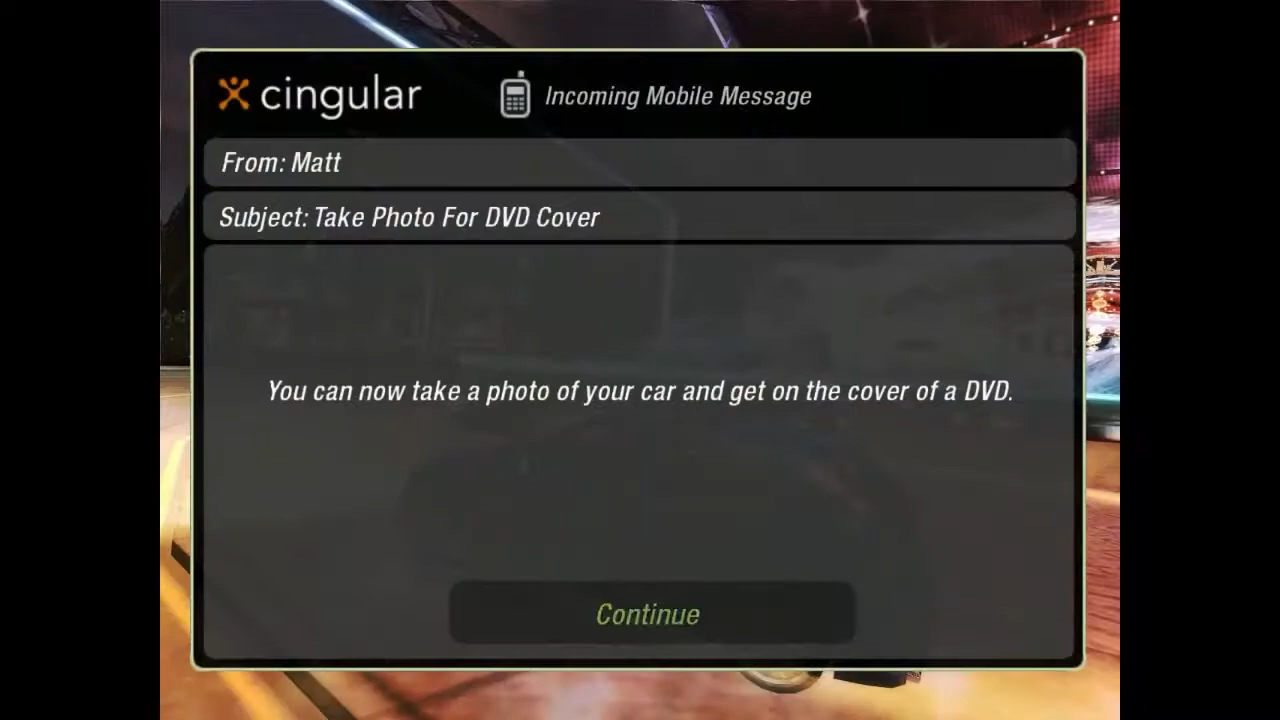 cingular
Incoming Mobile Message
From: Matt
Subject: Take Photo For DVD Cover
You can now take a photo of your car and get on the cover of a DVD.
Continue